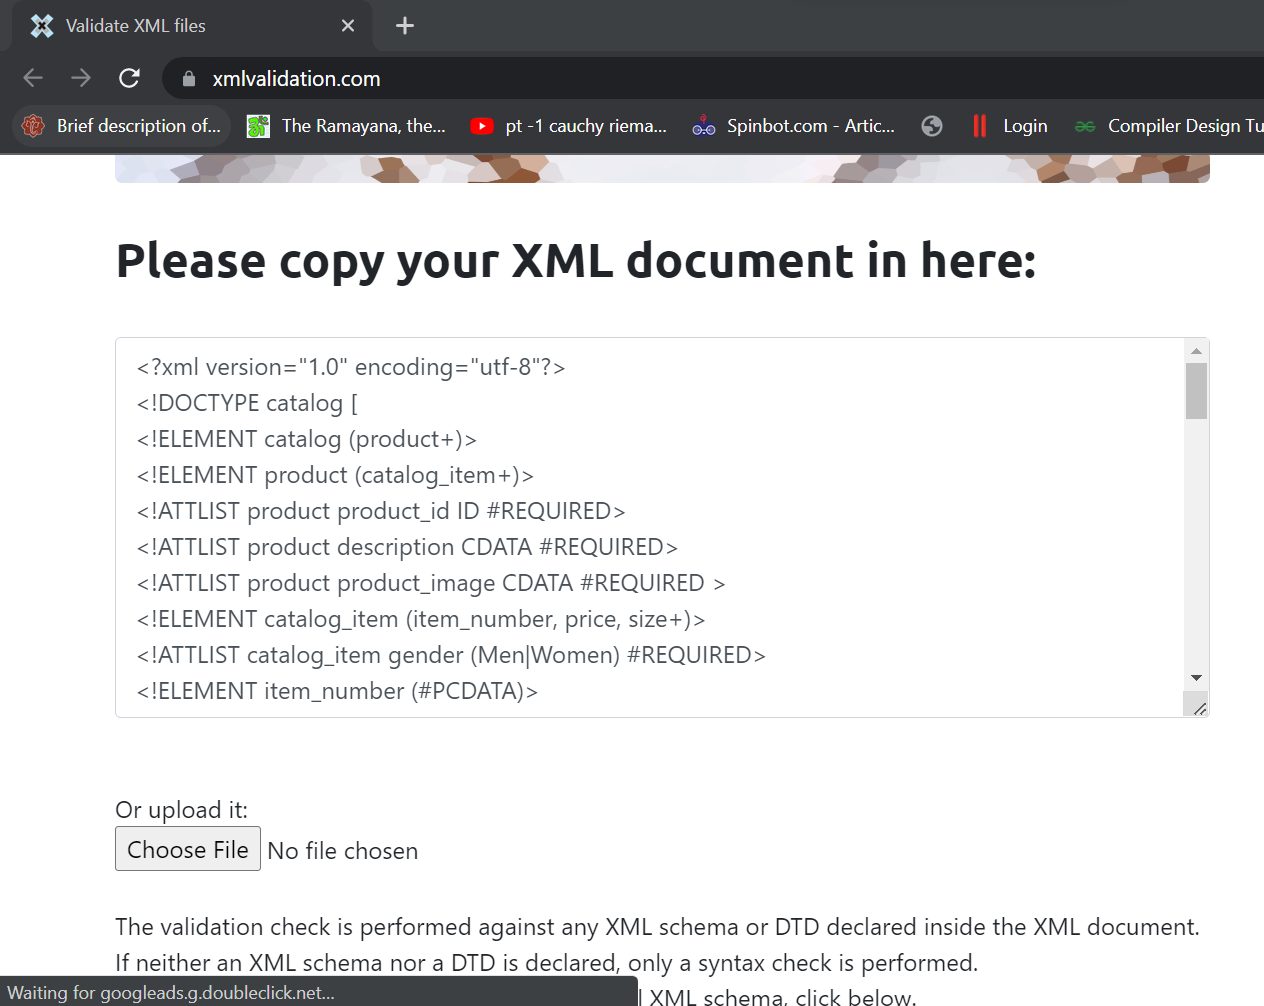 Validate XML files
xmlvalidation.com
Brief description of... The Ramayana, the... pt -1 cauchy riema... Spinbot.com - Artic... Login Compiler Design Tu
Please copy your XML document in here:
<?xml version="1.0" encoding="utf-8"?>
<!DOCTYPE catalog [
<!ELEMENT catalog (product+)>
<!ELEMENT product (catalog_item+)>
<!ATTLIST product product_id ID #REQUIRED>
<!ATTLIST product description CDATA #REQUIRED>
<!ATTLIST product product_image CDATA #REQUIRED >
<!ELEMENT catalog_item (item_number, price, size+)>
<!ATTLIST catalog_item gender (Men|Women) #REQUIRED>
<!ELEMENT item_number (#PCDATA)>
Or upload it:
Choose File No file chosen
The validation check is performed against any XML schema or DTD declared inside the XML document.
If neither an XML schema nor a DTD is declared, only a syntax check is performed.
Waiting for googleads.g.doubleclick.net... l XML schema, click below.